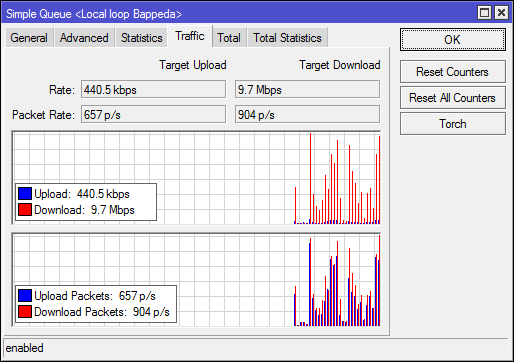 Simple Queue <Local loop Bappeda>
General Advanced Statistics Traffic Total Total Statistics
OK
Target Upload Target Download
Rate: 440.5 kbps 9.7 Mbps
Reset Counters
Reset All Counters
Packet Rate: 657 p/s 904 p/s
Torch
Upload: 440.5 kbps
Download: 9.7 Mbps
Upload Packets: 657 p/s
Download Packets: 904 p/s
enabled